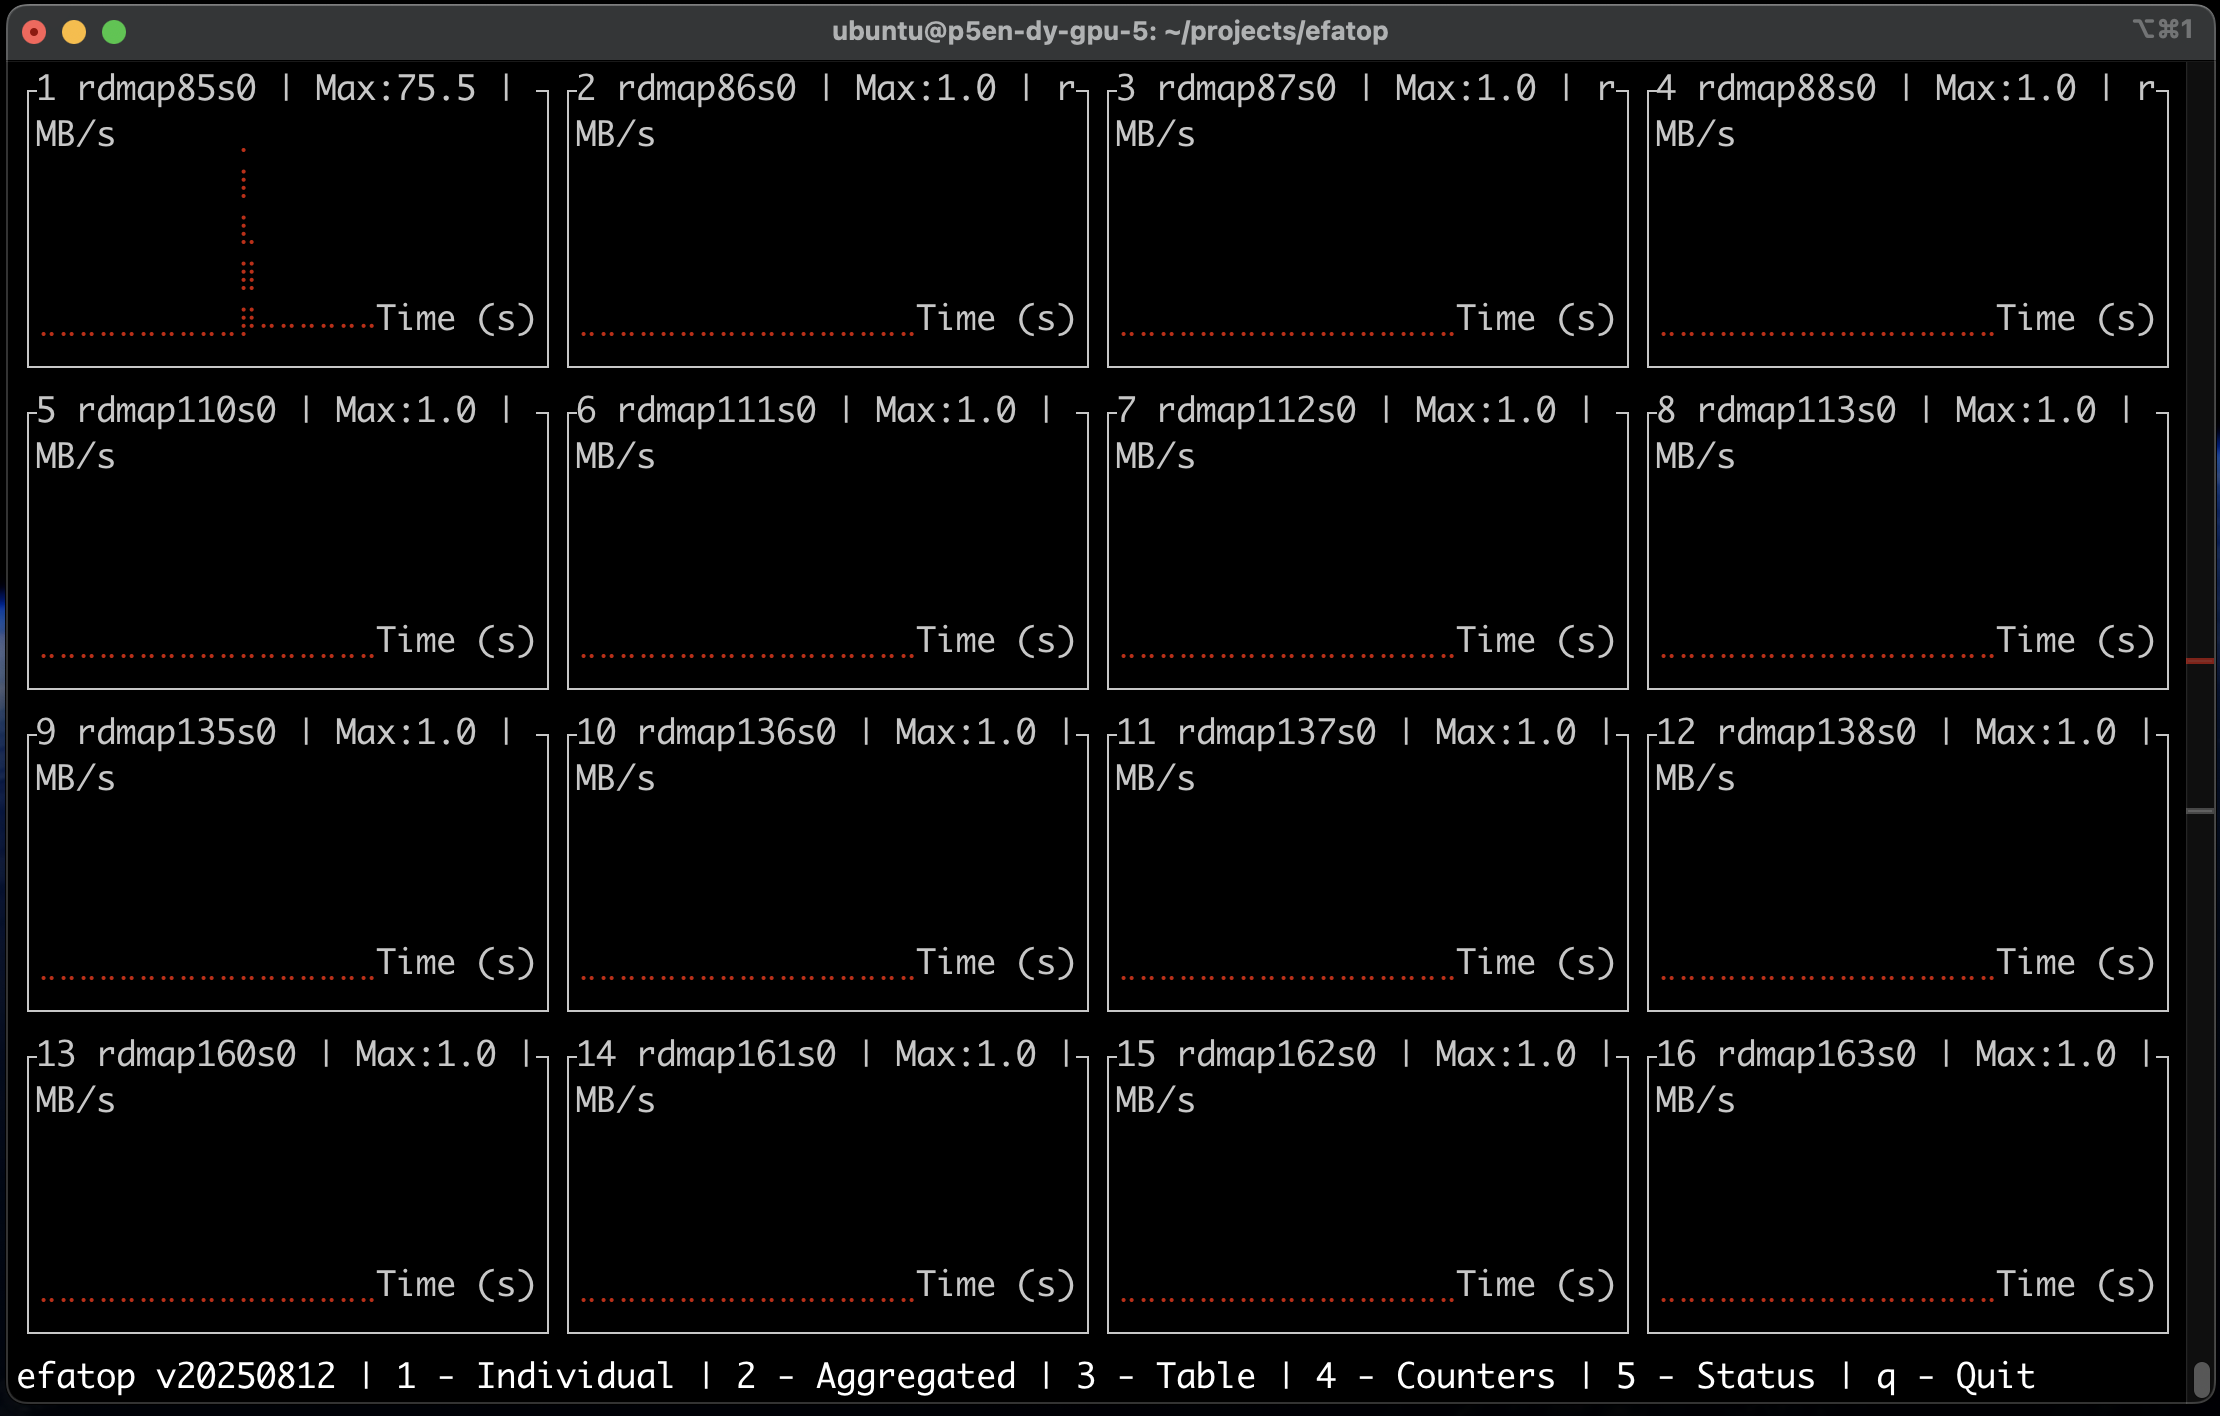 ubuntu@p5en-dy-gpu-5: ~/projects/efatop
⌥⌘1
1 rdmap85s0 | Max:75.5 |
MB/s
Time (s)
2 rdmap86s0 | Max:1.0 | r
MB/s
Time (s)
3 rdmap87s0 | Max:1.0 | r
MB/s
Time (s)
4 rdmap88s0 | Max:1.0 | r
MB/s
Time (s)
5 rdmap110s0 | Max:1.0 |
MB/s
Time (s)
6 rdmap111s0 | Max:1.0 |
MB/s
Time (s)
7 rdmap112s0 | Max:1.0 |
MB/s
Time (s)
8 rdmap113s0 | Max:1.0 |
MB/s
Time (s)
9 rdmap135s0 | Max:1.0 |
MB/s
Time (s)
10 rdmap136s0 | Max:1.0 |
MB/s
Time (s)
11 rdmap137s0 | Max:1.0 |
MB/s
Time (s)
12 rdmap138s0 | Max:1.0 |
MB/s
Time (s)
13 rdmap160s0 | Max:1.0 |
MB/s
Time (s)
14 rdmap161s0 | Max:1.0 |
MB/s
Time (s)
15 rdmap162s0 | Max:1.0 |
MB/s
Time (s)
16 rdmap163s0 | Max:1.0 |
MB/s
Time (s)
efatop v20250812 | 1 - Individual | 2 - Aggregated | 3 - Table | 4 - Counters | 5 - Status | q - Quit